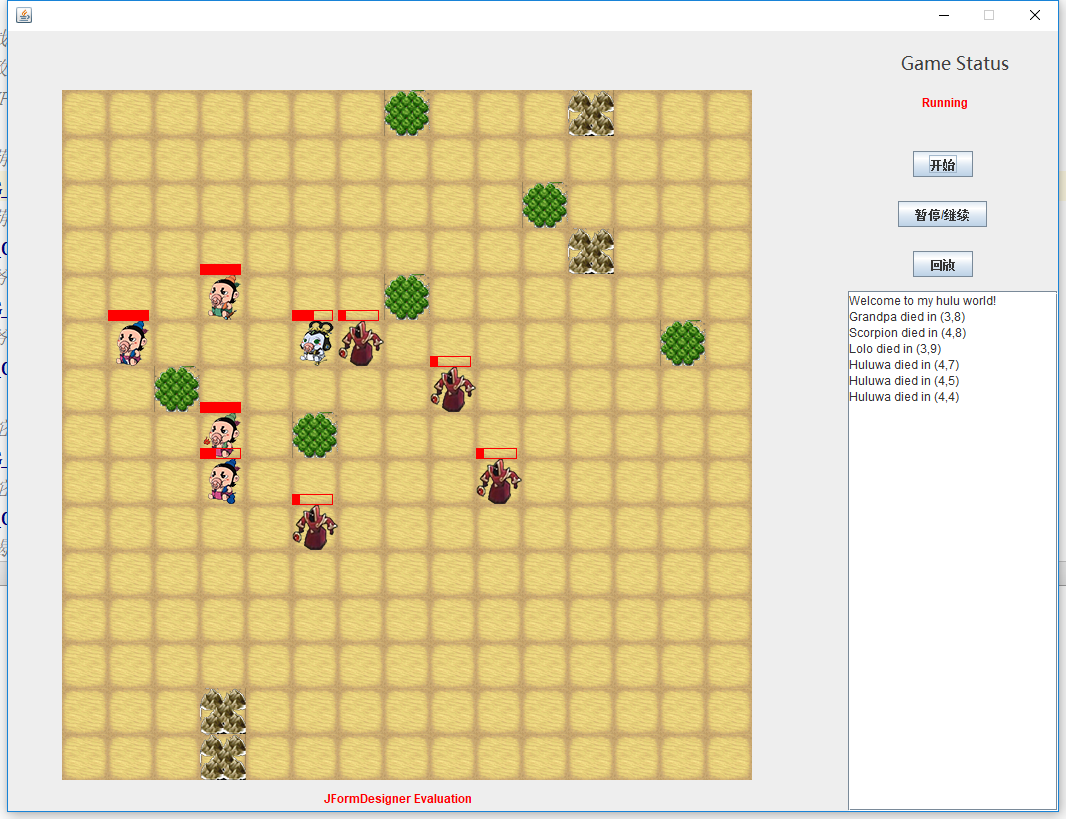 Game Status
Running
开始
暂停/继续
回放
Welcome to my hulu world!
Grandpa died in (3,8)
Scorpion died in (4,8)
Lolo died in (3,9)
Huluwa died in (4,7)
Huluwa died in (4,5)
Huluwa died in (4,4)
JFormDesigner Evaluation